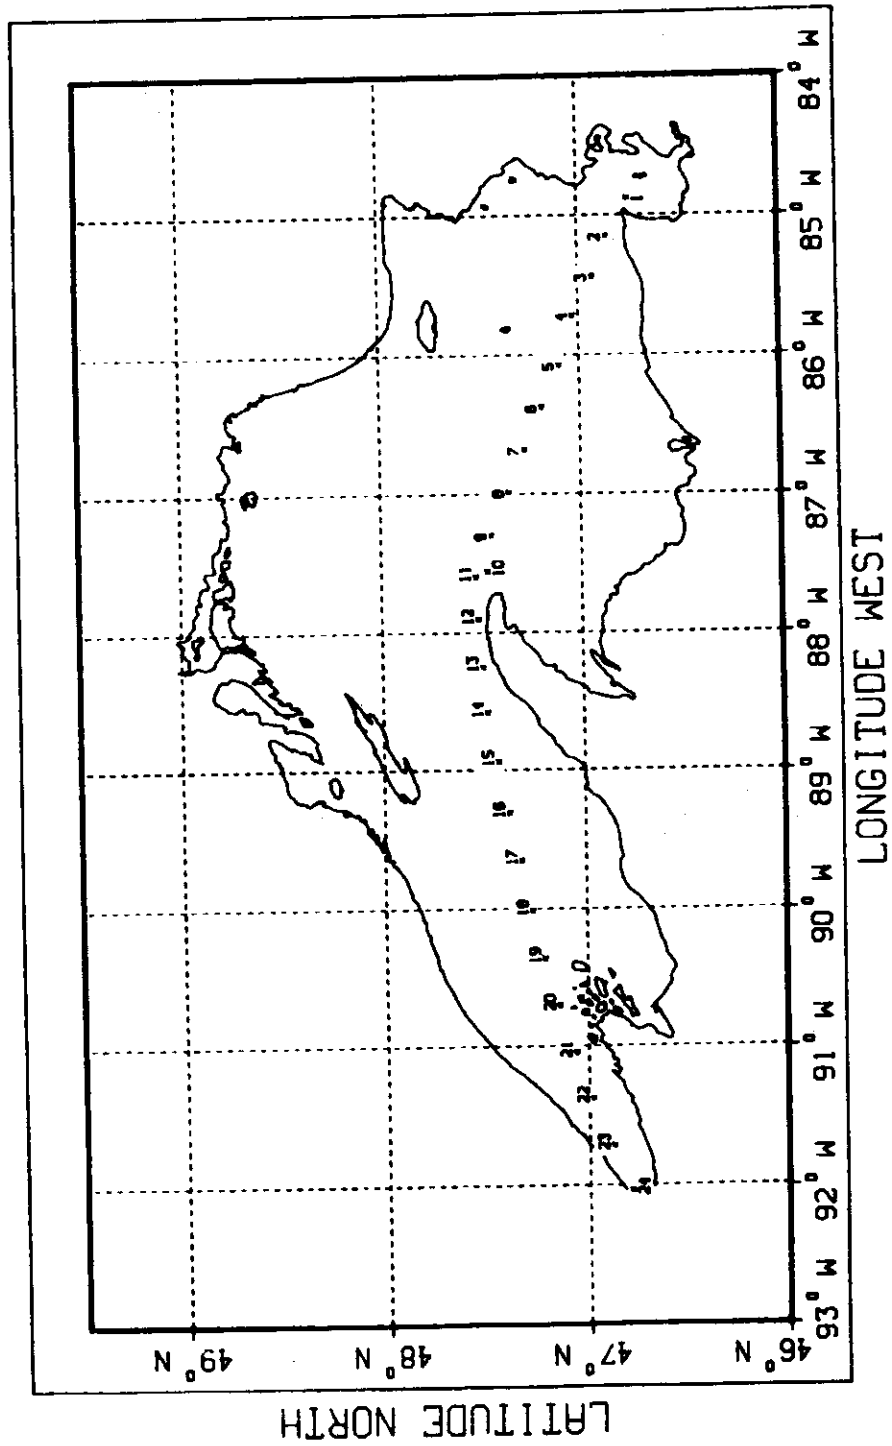 LATITUDE NORTH
49° N
48° N
47° N
46° N
93° W
92° W
91° W
90° W
89° W
88° W
87° W
86° W
85° W
84° W
LONGITUDE WEST
24
23
22
21
20
19
18
17
16
15
14
13
12
11
10
9
8
7
6
5
4
3
2
1